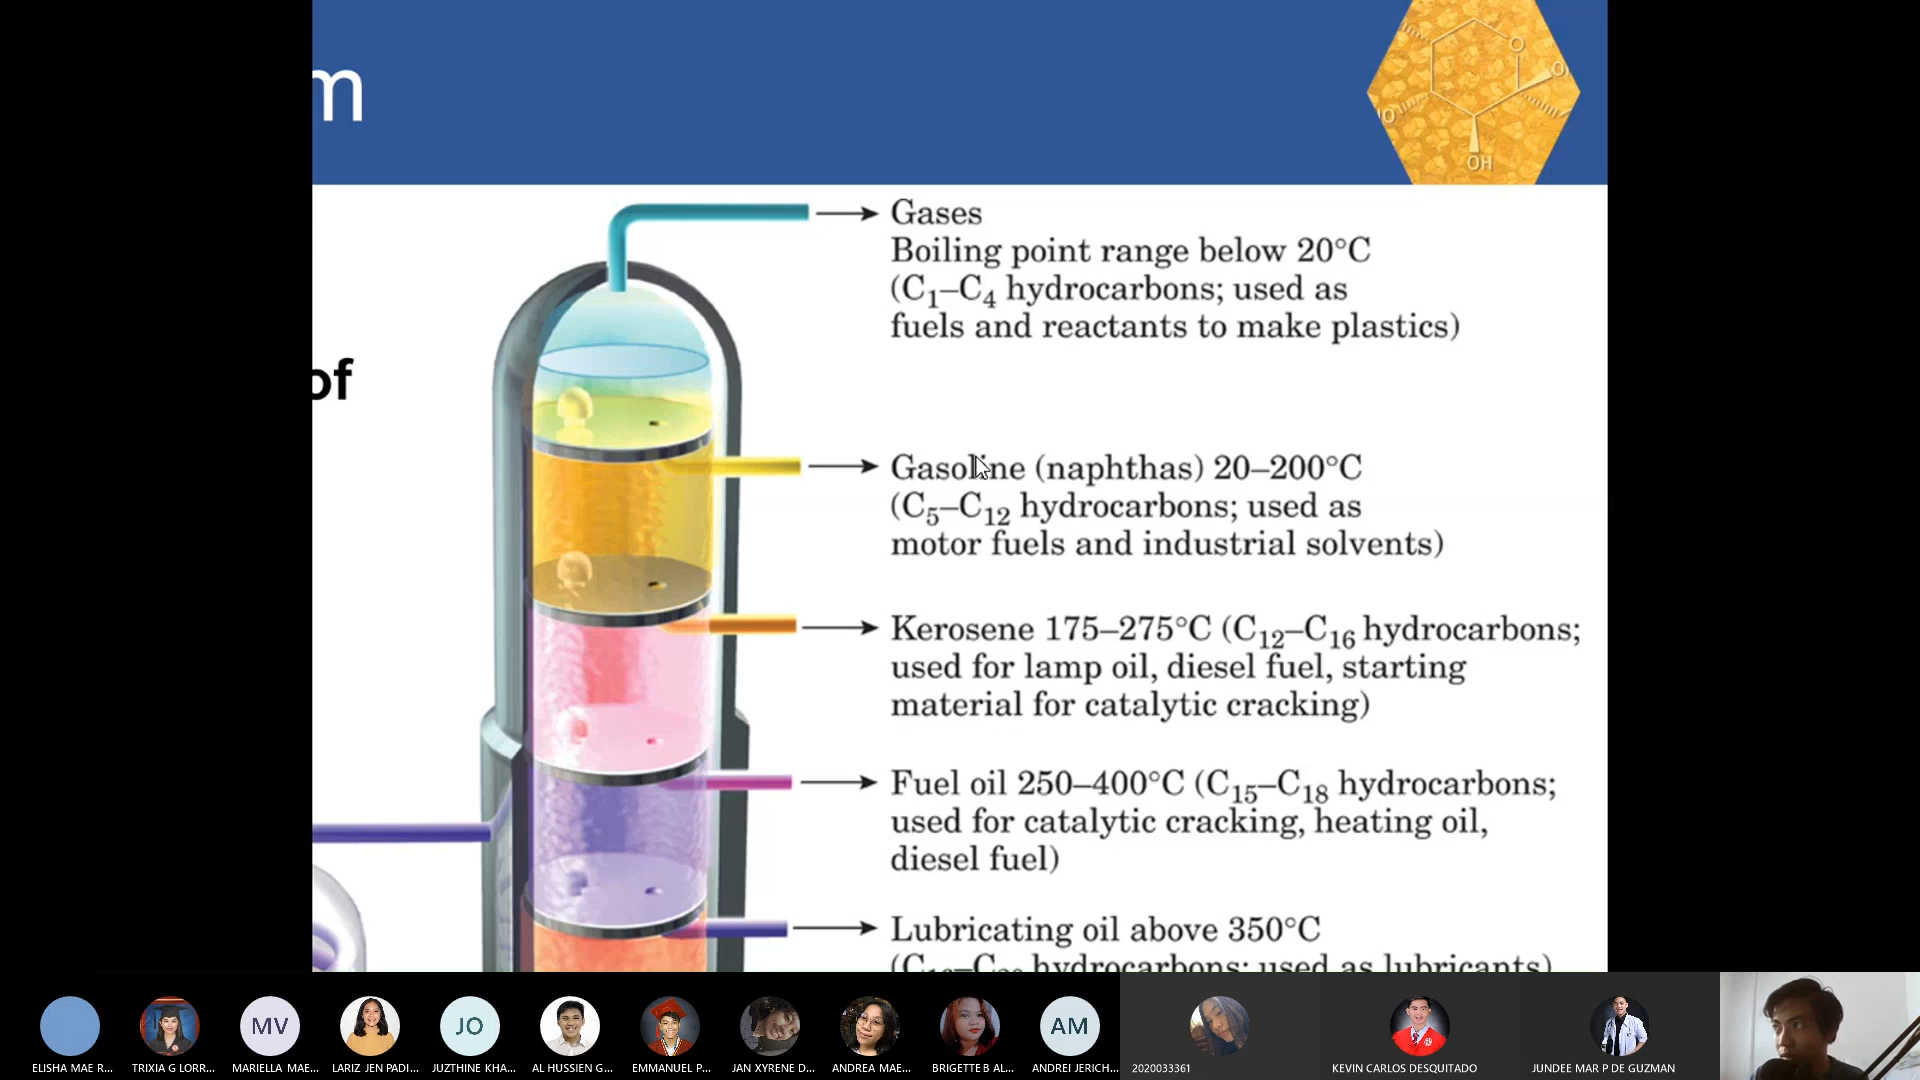 m
O
OH
of
Gases
Boiling point range below 20°C
(C₁–C₄ hydrocarbons; used as
fuels and reactants to make plastics)
Gasoline (naphthas) 20–200°C
(C₅–C₁₂ hydrocarbons; used as
motor fuels and industrial solvents)
Kerosene 175–275°C (C₁₂–C₁₆ hydrocarbons;
used for lamp oil, diesel fuel, starting
material for catalytic cracking)
Fuel oil 250–400°C (C₁₅–C₁₈ hydrocarbons;
used for catalytic cracking, heating oil,
diesel fuel)
Lubricating oil above 350°C
hydrocarbons; used as lubricants)
MV
JO
AM
ELISHA MAE R...
TRIXIA G LORR...
MARIELLA MAE...
LARIZ JEN PADI...
JUZTHINE KHA...
AL HUSSIEN G...
EMMANUEL P...
JAN XYRENE D...
ANDREA MAE...
BRIGETTE B AL...
ANDREI JERICH...
2020033361
KEVIN CARLOS DESQUITADO
JUNDEE MAR P DE GUZMAN